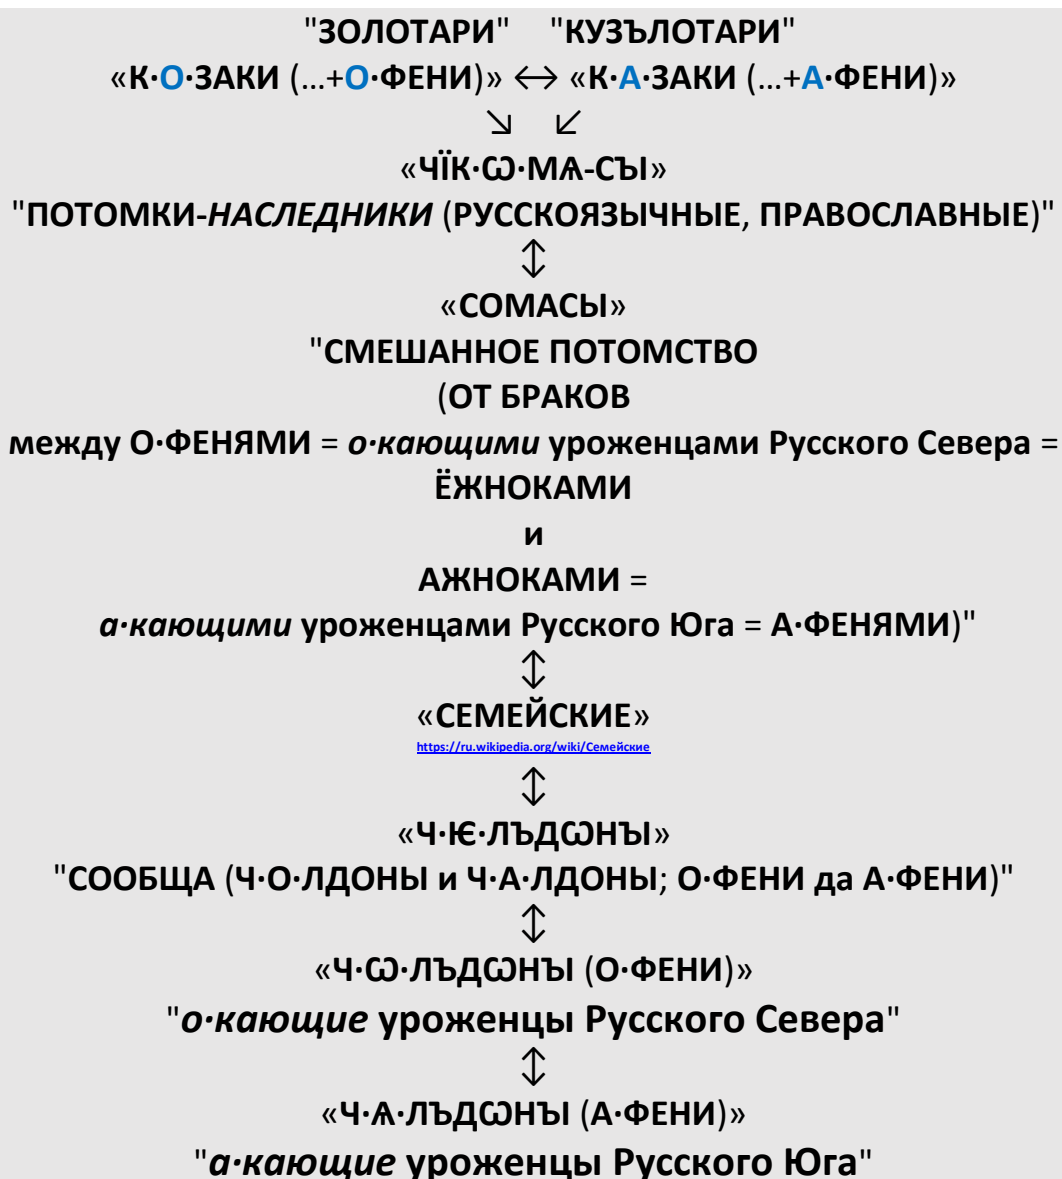 "ЗОЛОТАРИ" "КУЗЪЛОТАРИ"
«К·О·ЗАКИ (...+О·ФЕНИ)» ↔ «К·А·ЗАКИ (...+А·ФЕНИ)»
↘ ↙
«ЧЇК·Ѡ·МѦ-СЪІ»
"ПОТОМКИ-НАСЛЕДНИКИ (РУССКОЯЗЫЧНЫЕ, ПРАВОСЛАВНЫЕ)"
↕
«СОМАСЫ»
"СМЕШАННОЕ ПОТОМСТВО
(ОТ БРАКОВ
между О·ФЕНЯМИ = о·кающими уроженцами Русского Севера =
ЁЖНОКАМИ
и
АЖНОКАМИ =
а·кающими уроженцами Русского Юга = А·ФЕНЯМИ)"
↕
«СЕМЕЙСКИЕ»
https://ru.wikipedia.org/wiki/Семейские
↕
«Ч·Ѥ·ЛЪДѠНЪІ»
"СООБЩА (Ч·О·ЛДОНЫ и Ч·А·ЛДОНЫ; О·ФЕНИ да А·ФЕНИ)"
↕
«Ч·Ѡ·ЛЪДѠНЪІ (О·ФЕНИ)»
"о·кающие уроженцы Русского Севера"
↕
«Ч·Ѧ·ЛЪДѠНЪІ (А·ФЕНИ)»
"а·кающие уроженцы Русского Юга"